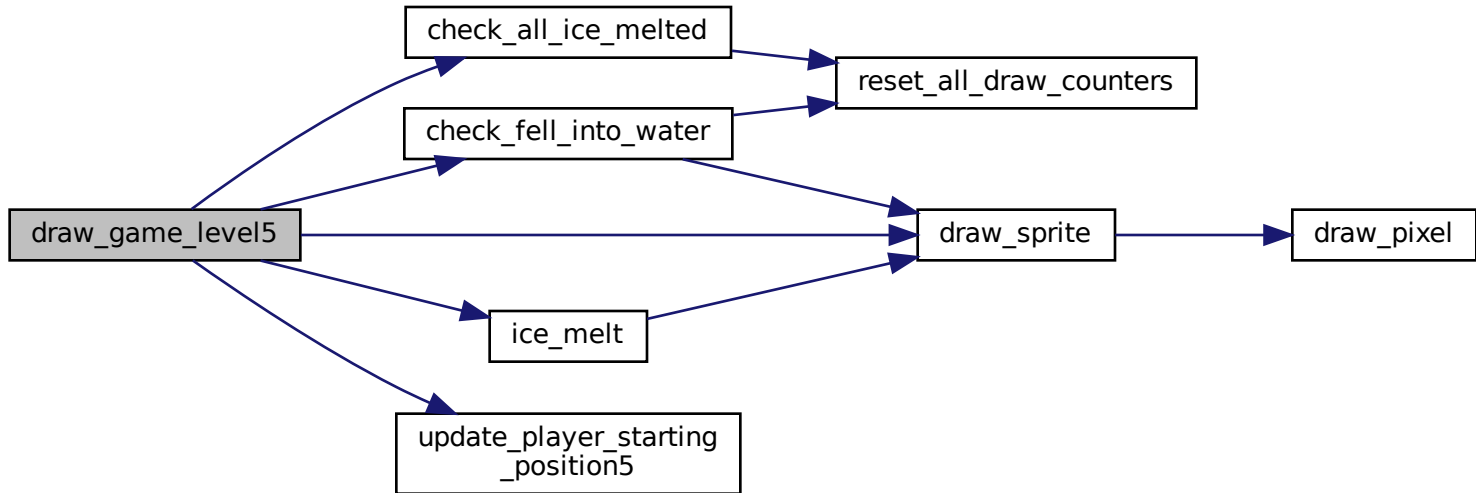 check_all_ice_melted
reset_all_draw_counters
check_fell_into_water
draw_game_level5
draw_sprite
draw_pixel
ice_melt
update_player_starting
_position5